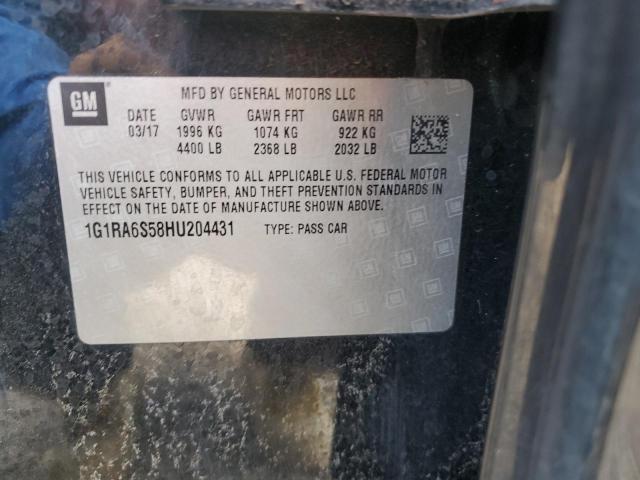 GM
MFD BY GENERAL MOTORS LLC
DATE GVWR GAWR FRT GAWR RR
03/17 1996 KG 1074 KG 922 KG
4400 LB 2368 LB 2032 LB
THIS VEHICLE CONFORMS TO ALL APPLICABLE U.S. FEDERAL MOTOR
VEHICLE SAFETY, BUMPER, AND THEFT PREVENTION STANDARDS IN
EFFECT ON THE DATE OF MANUFACTURE SHOWN ABOVE.
1G1RA6S58HU204431 TYPE: PASS CAR